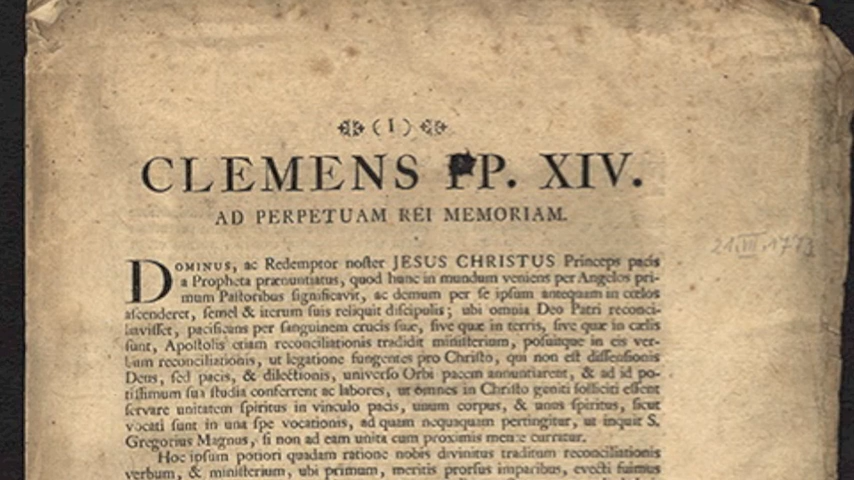 ( I )
CLEMENS PP. XIV.
AD PERPETUAM REI MEMORIAM.
21.VII.1773
DOMINUS, ac Redemptor noſter JESUS CHRISTUS Princeps pacis
a Propheta prænuntiatus, quod hunc in mundum veniens per Angelos pri-
mum Paſtoribus ſignificavit, ac demum per ſe ipſum antequam in cœlos
aſcenderet, ſemel & iterum ſuis reliquit diſcipulis; ubi omnia Deo Patri reconci-
liaviſſet, pacificans per ſanguinem crucis ſuæ, ſive quæ in terris, ſive quæ in cælis
ſunt, Apoſtolis etiam reconciliationis tradidit miniſterium, poſuitque in eis ver-
bum reconciliationis, ut legatione fungentes pro Chriſto, qui non eſt diſſenſionis
Deus, ſed pacis, & dilectionis, univerſo Orbi pacem annuntiarent, & ad id po-
tiſſimum ſua ſtudia conferrent ac labores, ut omnes in Chriſto geniti ſolliciti eſſent
ſervare unitatem ſpiritus in vinculo pacis, unum corpus, & unus ſpiritus, ſicut
vocati ſunt in una ſpe vocationis, ad quam nequaquam pertingitur, ut inquit S.
Gregorius Magnus, ſi non ad eam unita cum proximis mente curratur.
Hoc ipſum potiori quadam ratione nobis divinitus traditum reconciliationis
verbum, & miniſterium, ubi primum, meritis prorſus imparibus, evecti fuimus